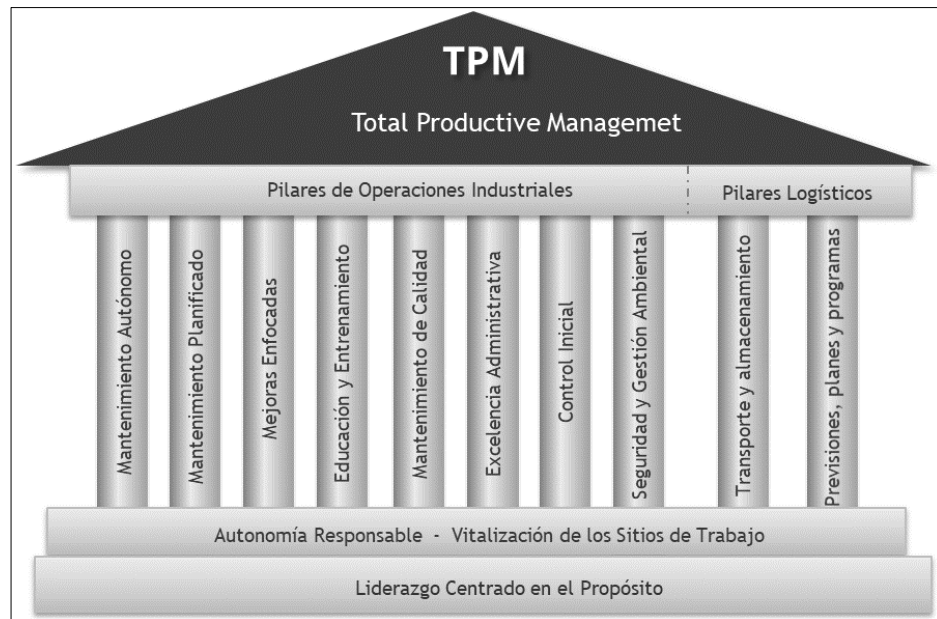 TPM
Total Productive Managemet
Pilares de Operaciones Industriales
Pilares Logísticos
Mantenimiento Autónomo
Mantenimiento Planificado
Mejoras Enfocadas
Educación y Entrenamiento
Mantenimiento de Calidad
Excelencia Administrativa
Control Inicial
Seguridad y Gestión Ambiental
Transporte y almacenamiento
Previsiones, planes y programas
Autonomía Responsable - Vitalización de los Sitios de Trabajo
Liderazgo Centrado en el Propósito